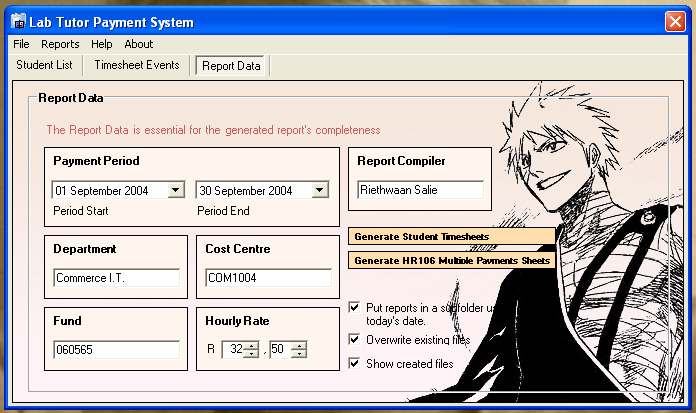 Lab Tutor Payment System
File Reports Help About
Student List Timesheet Events Report Data
Report Data
The Report Data is essential for the generated report's completeness
Payment Period
01 September 2004 30 September 2004
Period Start Period End
Report Compiler
Riethwaan Salie
Generate Student Timesheets
Generate HR106 Multiple Payments Sheets
Department
Commerce I.T.
Cost Centre
COM1004
Fund
060565
Hourly Rate
R 32 , 50
Put reports in a subfolder
today's date.
Overwrite existing files
Show created files